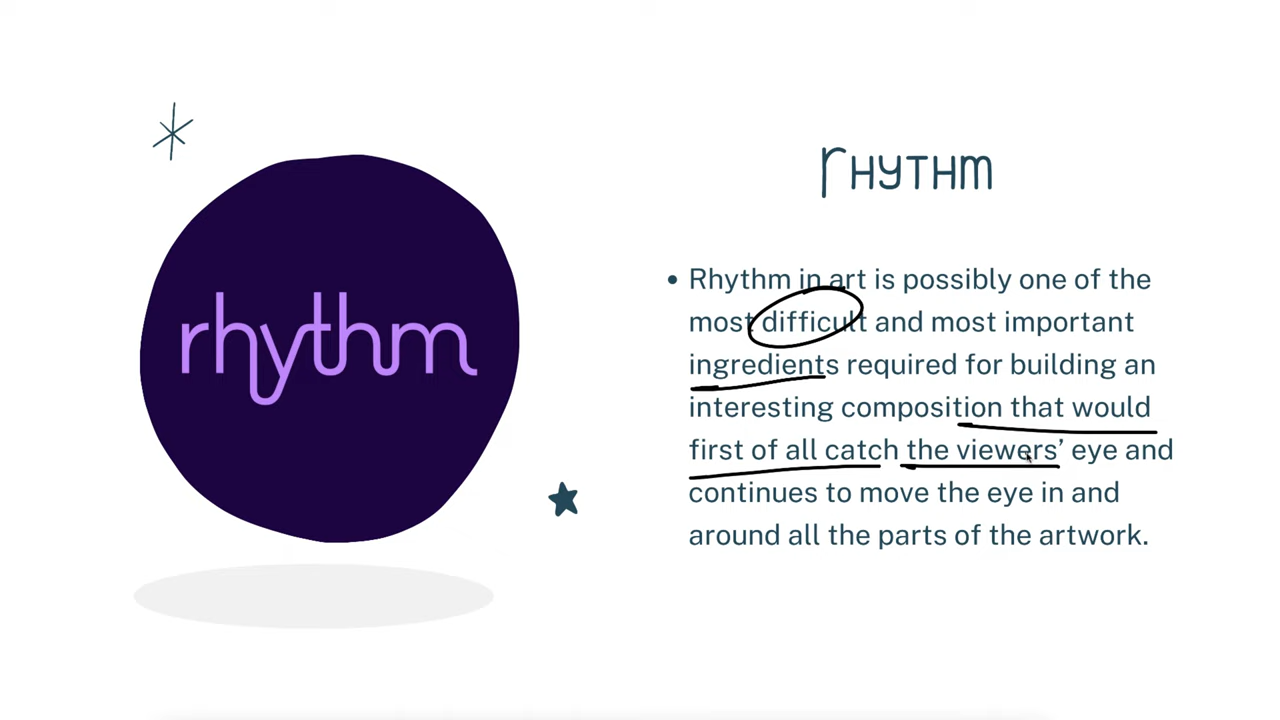 rhythm
RHYTHM
• Rhythm in art is possibly one of the
most difficult and most important
ingredients required for building an
interesting composition that would
first of all catch the viewers’ eye and
continues to move the eye in and
around all the parts of the artwork.